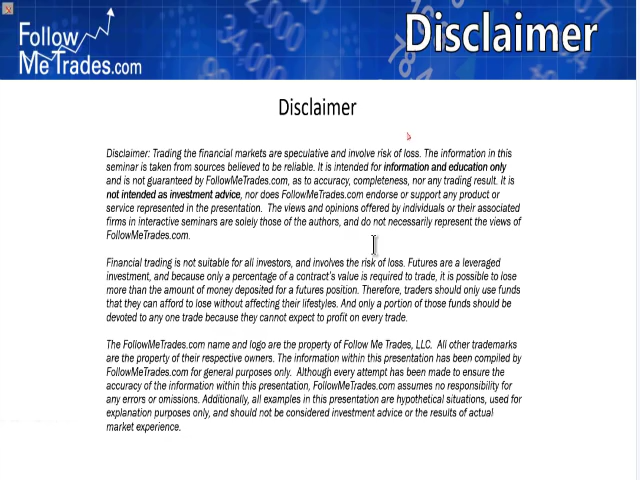 Follow
Me Trades.com
Disclaimer
Disclaimer
Disclaimer: Trading the financial markets are speculative and involve risk of loss. The information in this
seminar is taken from sources believed to be reliable. It is intended for information and education only
and is not guaranteed by FollowMeTrades.com, as to accuracy, completeness, nor any trading result. It is
not intended as investment advice, nor does FollowMeTrades.com endorse or support any product or
service represented in the presentation. The views and opinions offered by individuals or their associated
firms in interactive seminars are solely those of the authors, and do not necessarily represent the views of
FollowMeTrades.com.
Financial trading is not suitable for all investors, and involves the risk of loss. Futures are a leveraged
investment, and because only a percentage of a contract's value is required to trade, it is possible to lose
more than the amount of money deposited for a futures position. Therefore, traders should only use funds
that they can afford to lose without affecting their lifestyles. And only a portion of those funds should be
devoted to any one trade because they cannot expect to profit on every trade.
The FollowMeTrades.com name and logo are the property of Follow Me Trades, LLC. All other trademarks
are the property of their respective owners. The information within this presentation has been compiled by
FollowMeTrades.com for general purposes only. Although every attempt has been made to ensure the
accuracy of the information within this presentation, FollowMeTrades.com assumes no responsibility for
any errors or omissions. Additionally, all examples in this presentation are hypothetical situations, used for
explanation purposes only, and should not be considered investment advice or the results of actual
market experience.